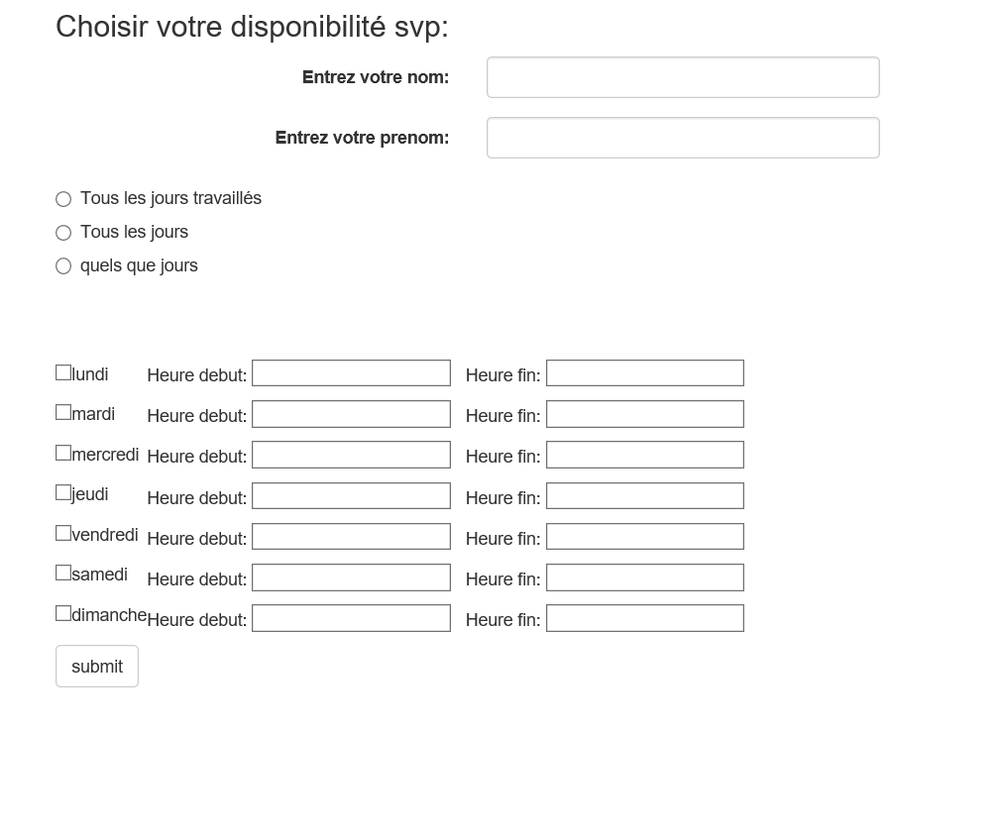 Choisir votre disponibilité svp:
Entrez votre nom:
Entrez votre prenom:
Tous les jours travaillés
Tous les jours
quels que jours
lundi Heure debut: Heure fin:
mardi Heure debut: Heure fin:
mercredi Heure debut: Heure fin:
jeudi Heure debut: Heure fin:
vendredi Heure debut: Heure fin:
samedi Heure debut: Heure fin:
dimanche Heure debut: Heure fin:
submit